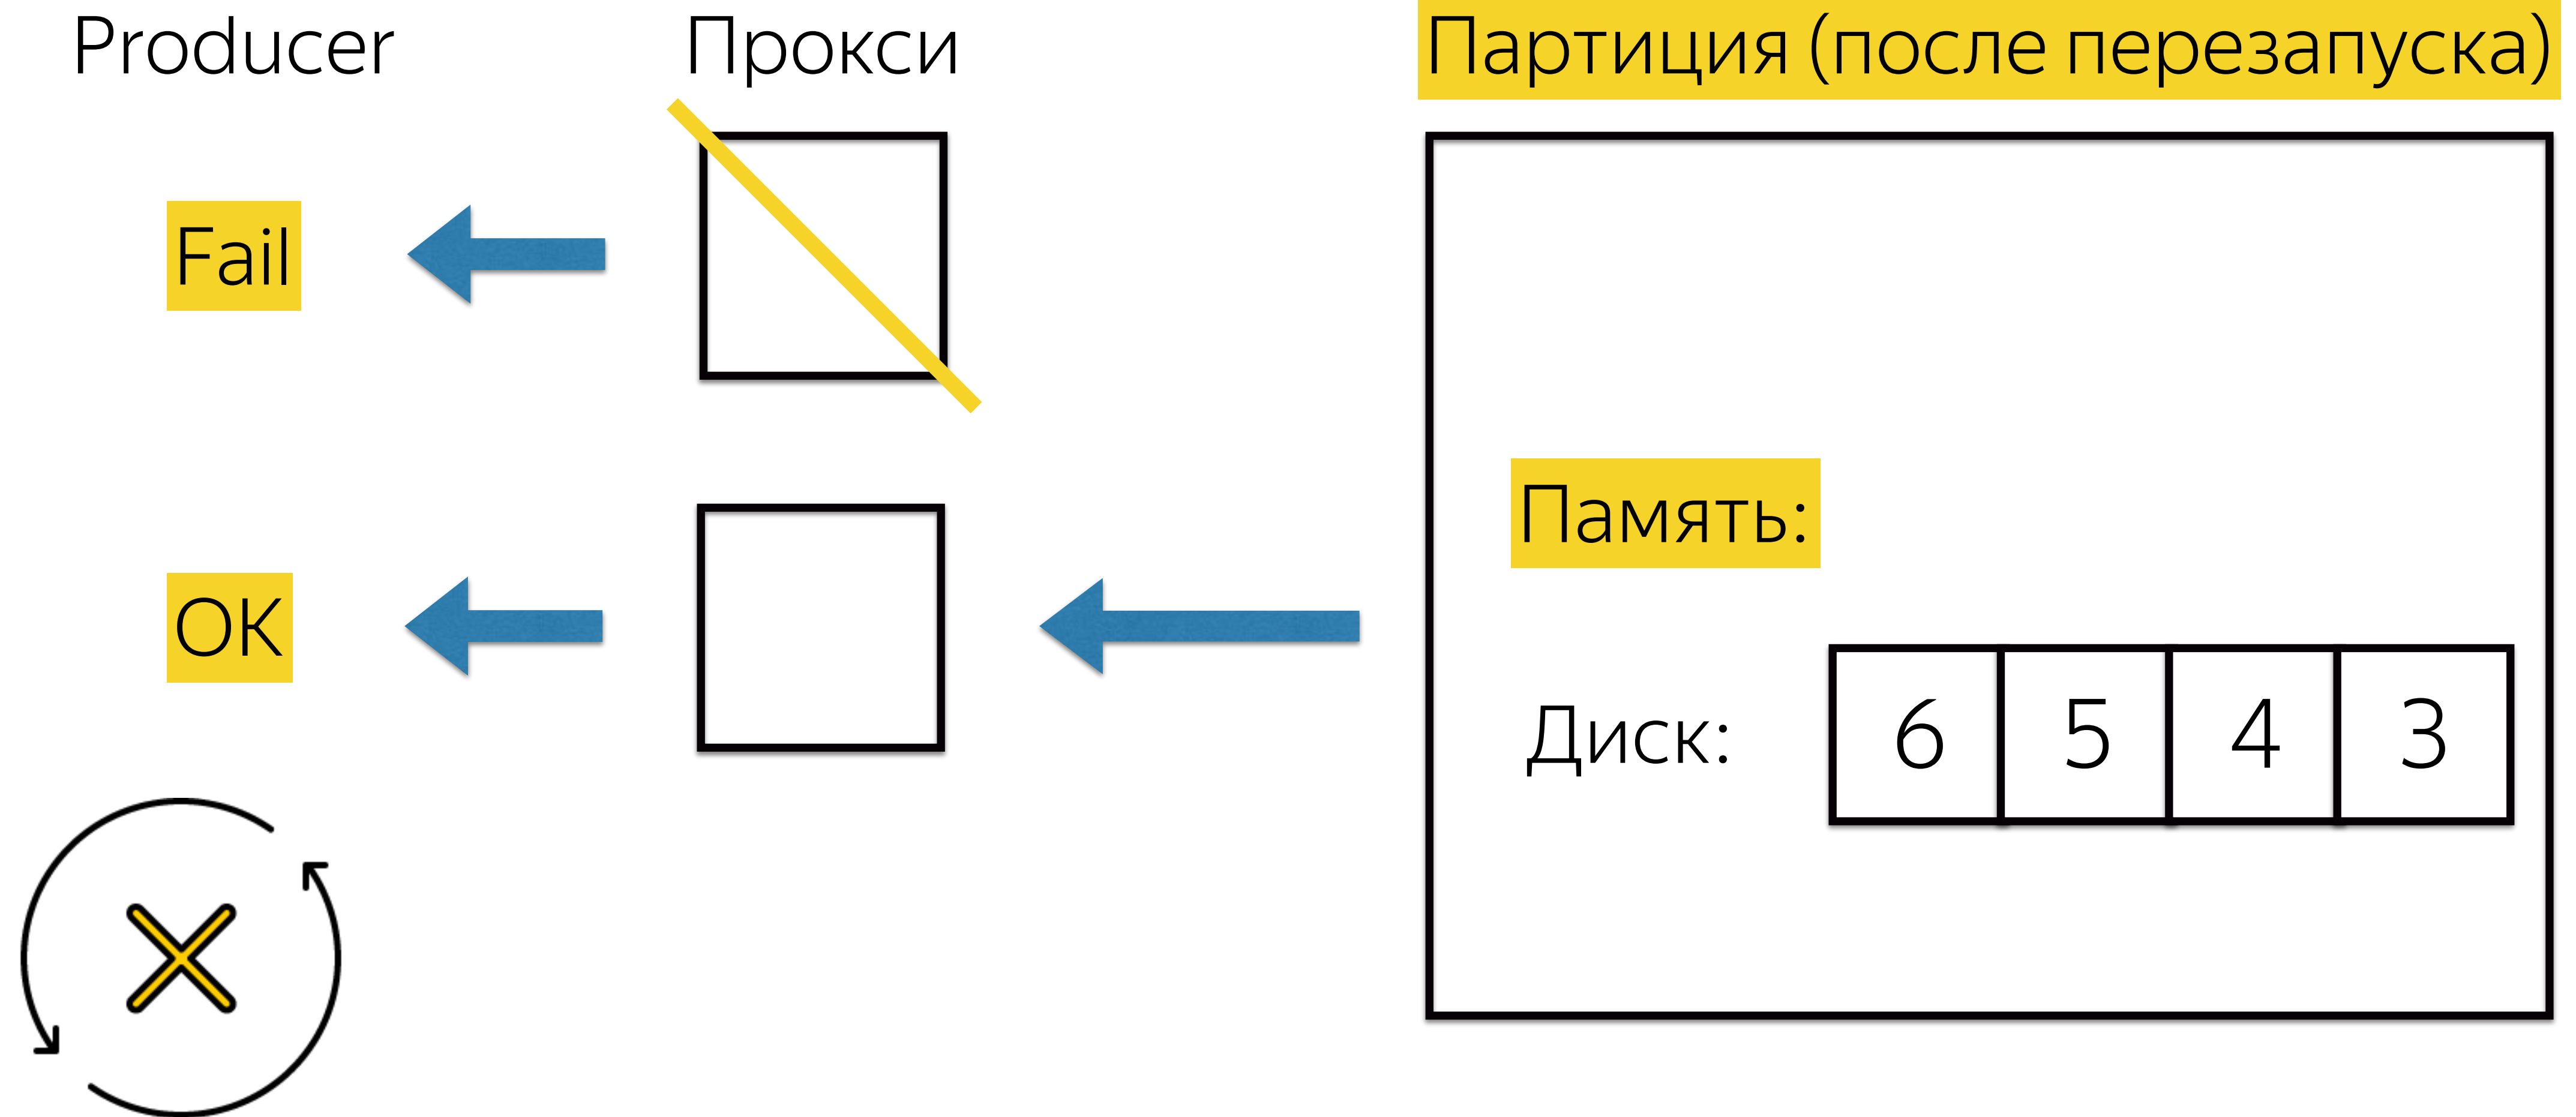 Producer
Прокси
Партиция (после перезапуска)
Fail
Память:
OK
Диск:
6 5 4 3